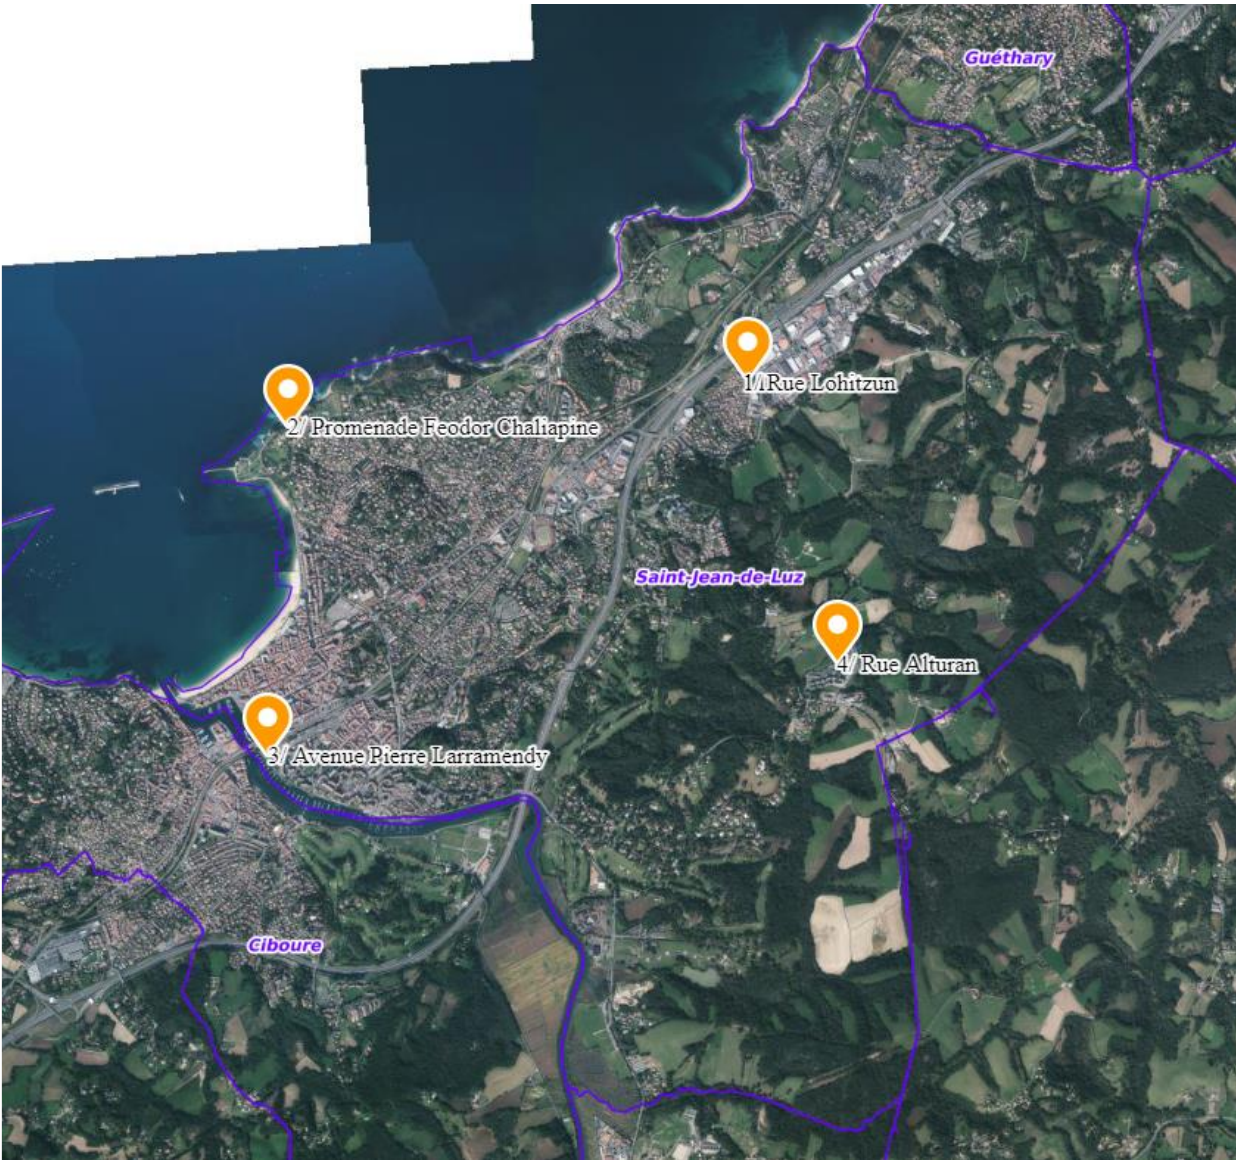 Guéthary
1/ Rue Lohitzun
2/ Promenade Feodor Chaliapine
Saint-Jean-de-Luz
4/ Rue Alturan
3/ Avenue Pierre Larramendy
Ciboure